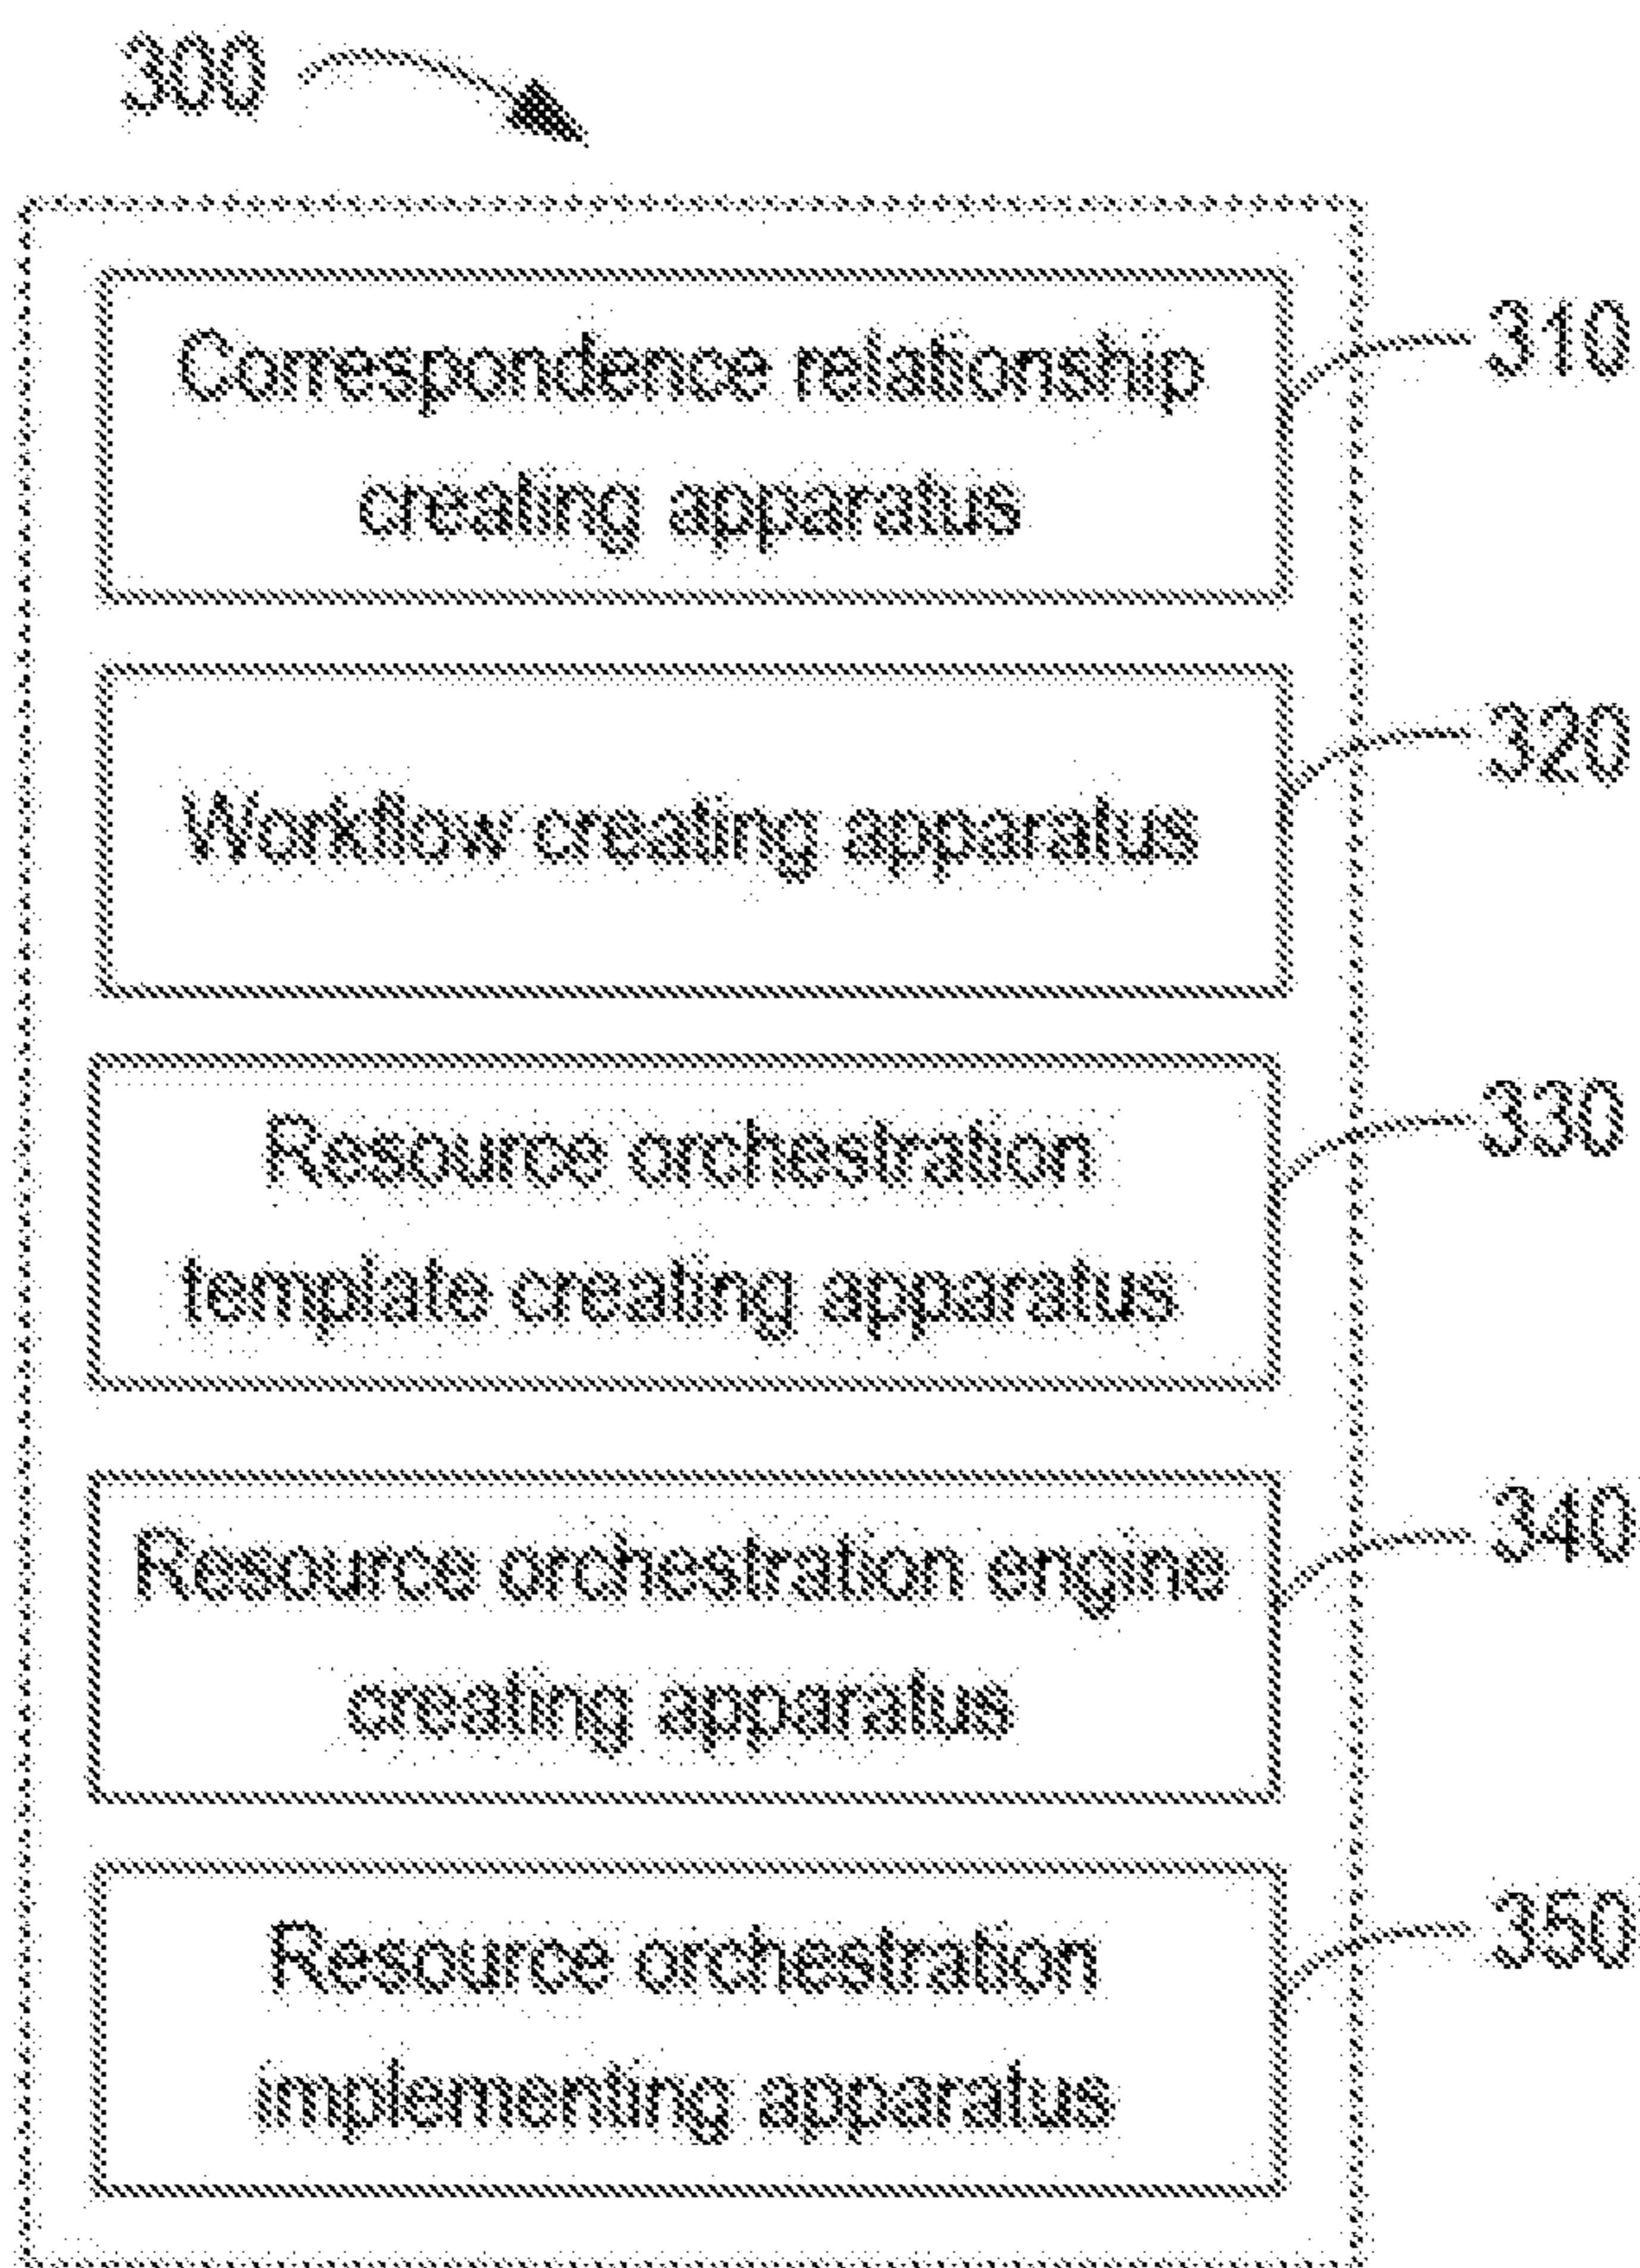 300
Correspondence relationship
creating apparatus
310
Workflow creating apparatus
320
Resource orchestration
template creating apparatus
330
Resource orchestration engine
creating apparatus
340
Resource orchestration
implementing apparatus
350